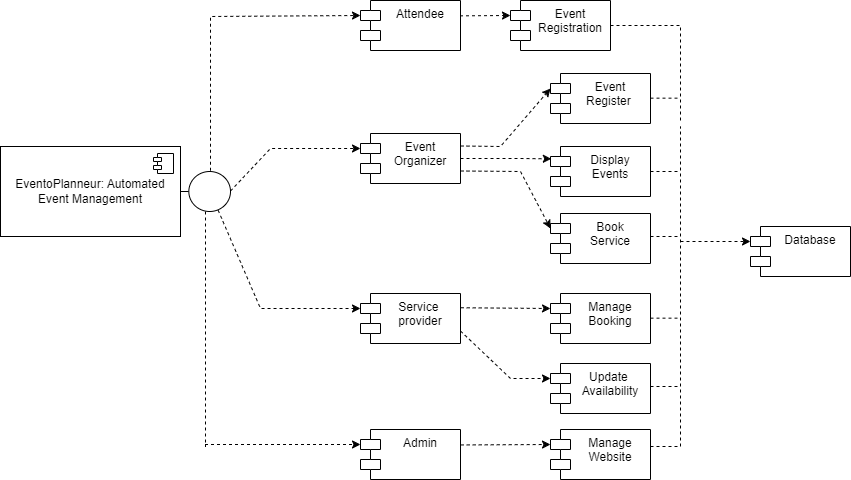 Attendee
Event
Registration
Event
Register
Event
Organizer
Display
Events
EventoPlanneur: Automated
Event Management
Book
Service
Database
Service
provider
Manage
Booking
Update
Availability
Admin
Manage
Website